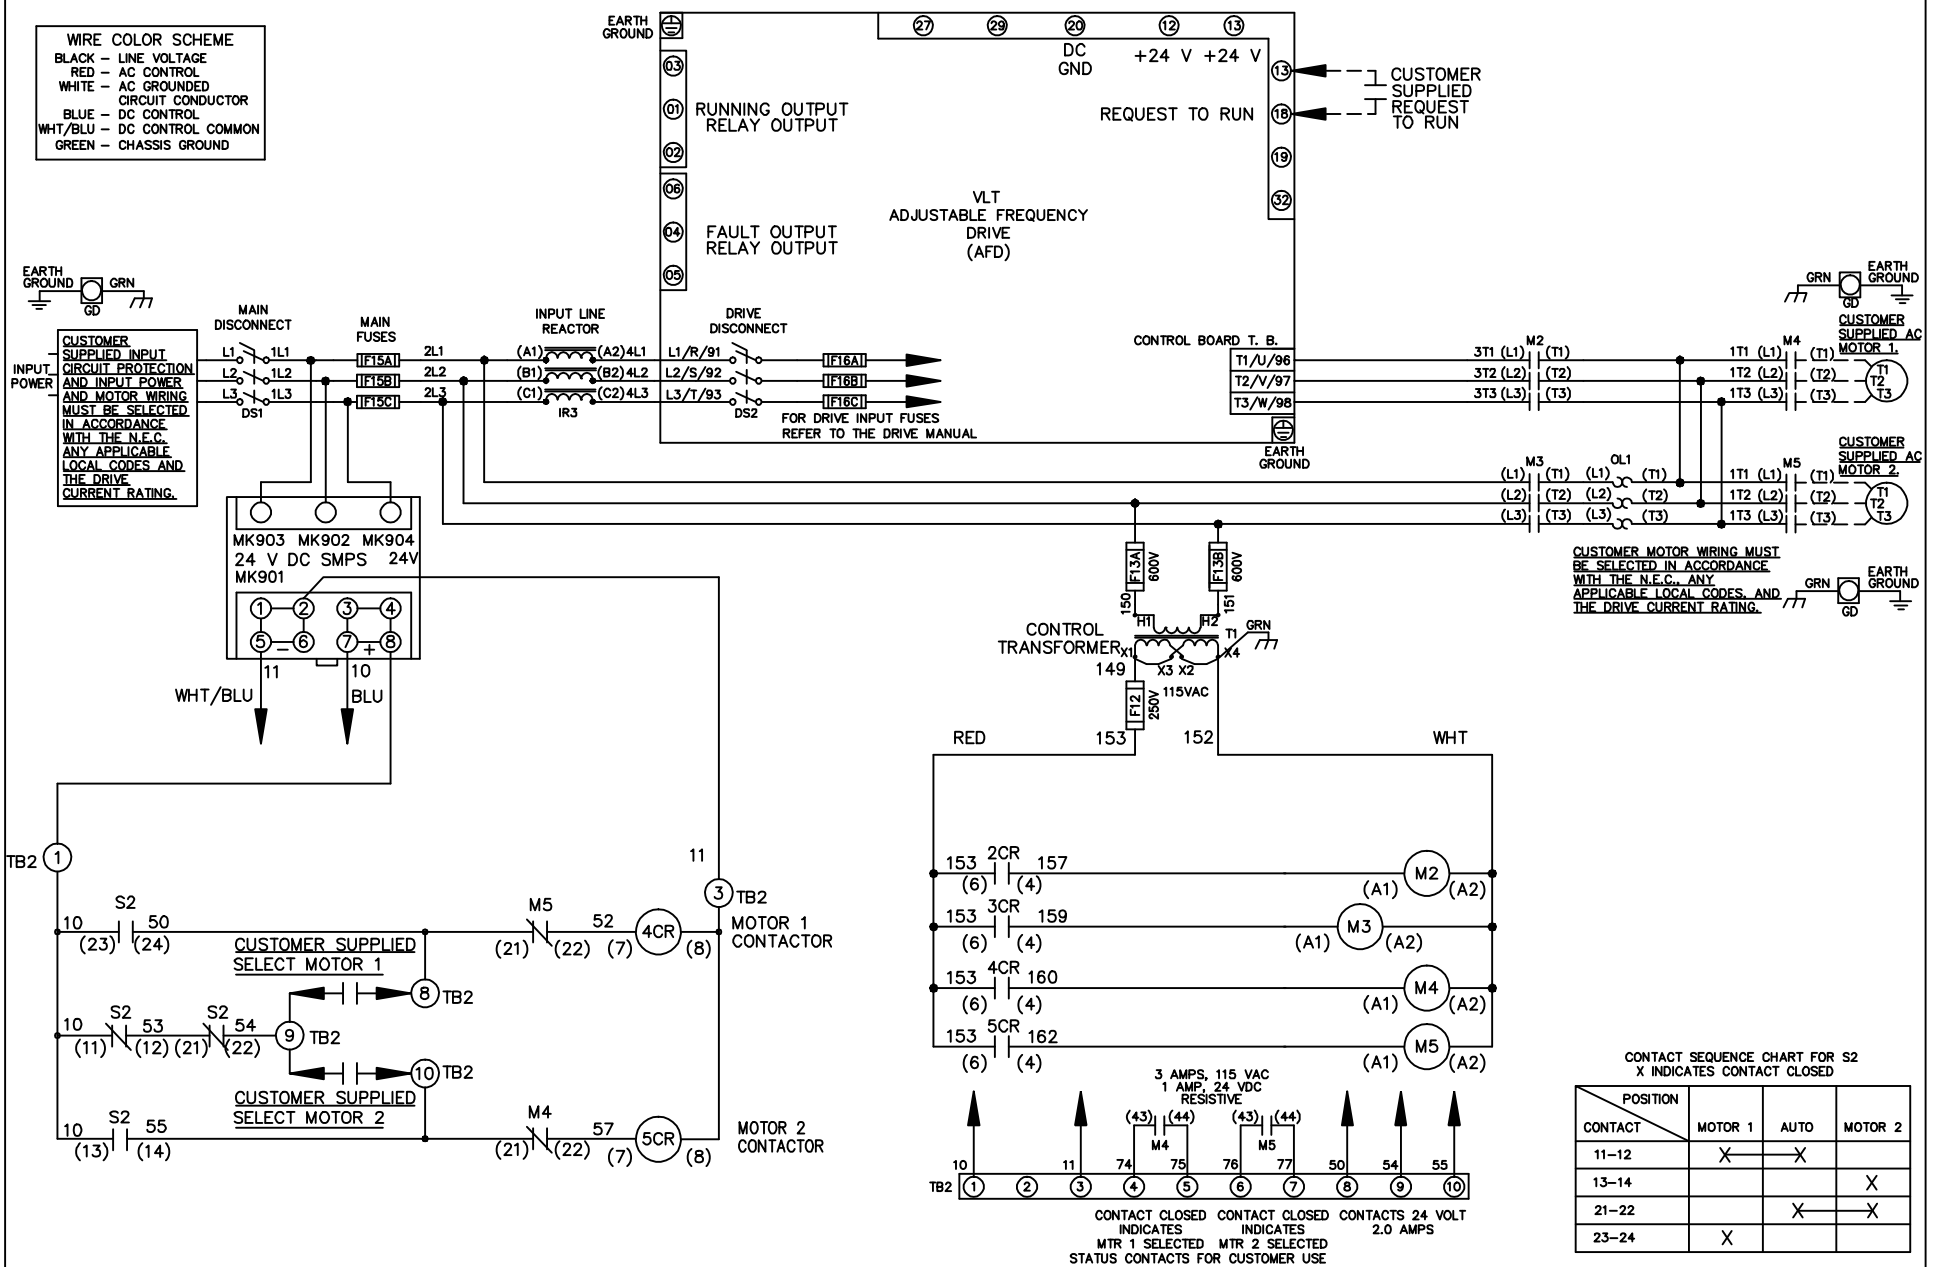 WIRE COLOR SCHEME
BLACK – LINE VOLTAGE
RED – AC CONTROL
WHITE – AC GROUNDED
CIRCUIT CONDUCTOR
BLUE – DC CONTROL
WHT/BLU – DC CONTROL COMMON
GREEN – CHASSIS GROUND
EARTH
GROUND
27 29 20 12 13
DC
GND
+24 V +24 V
03
01
02
RUNNING OUTPUT
RELAY OUTPUT
06
04
05
FAULT OUTPUT
RELAY OUTPUT
REQUEST TO RUN
13
18
19
32
CUSTOMER
SUPPLIED
REQUEST
TO RUN
VLT
ADJUSTABLE FREQUENCY
DRIVE
(AFD)
EARTH
GROUND
GRN
GD
INPUT
POWER
CUSTOMER
SUPPLIED INPUT
CIRCUIT PROTECTION
AND INPUT POWER
AND MOTOR WIRING
MUST BE SELECTED
IN ACCORDANCE
WITH THE N.E.C.
ANY APPLICABLE
LOCAL CODES AND
THE DRIVE
CURRENT RATING.
MAIN
DISCONNECT
MAIN
FUSES
INPUT LINE
REACTOR
DRIVE
DISCONNECT
L1 1L1 F15A 2L1 (A1) (A2) 4L1 L1/R/91 F16A
L2 1L2 F15B 2L2 (B1) (B2) 4L2 L2/S/92 F16B
L3 1L3 F15C 2L3 (C1) (C2) 4L3 L3/T/93 F16C
DS1 IR3 DS2
FOR DRIVE INPUT FUSES
REFER TO THE DRIVE MANUAL
CONTROL BOARD T. B.
T1/U/96
T2/V/97
T3/W/98
EARTH
GROUND
M2
3T1 (L1) (T1)
3T2 (L2) (T2)
3T3 (L3) (T3)
M4
1T1 (L1) (T1)
1T2 (L2) (T2)
1T3 (L3) (T3)
T1
T2
T3
GRN
GD
EARTH
GROUND
CUSTOMER
SUPPLIED AC
MOTOR 1.
CUSTOMER
SUPPLIED AC
MOTOR 2.
M3 OL1
(L1) (T1) (L1) (T1)
(L2) (T2) (L2) (T2)
(L3) (T3) (L3) (T3)
M5
1T1 (L1) (T1)
1T2 (L2) (T2)
1T3 (L3) (T3)
T1
T2
T3
CUSTOMER MOTOR WIRING MUST
BE SELECTED IN ACCORDANCE
WITH THE N.E.C., ANY
APPLICABLE LOCAL CODES, AND
THE DRIVE CURRENT RATING.
GRN
GD
EARTH
GROUND
MK903 MK902 MK904
24 V DC SMPS 24V
MK901
1 2 3 4
5 – 6 7 + 8
11 10
WHT/BLU BLU
F13A 600V
F13B 600V
150 151
H1 H2
CONTROL
TRANSFORMER
T1 GRN
X1 X3 X2 X4
149
F12 250V
115VAC
153 152
RED WHT
TB2 1
11
3 TB2
10 S2 50
(23) (24)
M5 52
(21) (22) (7) 4CR (8)
MOTOR 1
CONTACTOR
CUSTOMER SUPPLIED
SELECT MOTOR 1
8 TB2
10 S2 53 S2 54
(11) (12) (21) (22)
9 TB2
10 TB2
CUSTOMER SUPPLIED
SELECT MOTOR 2
10 S2 55
(13) (14)
M4 57
(21) (22) (7) 5CR (8)
MOTOR 2
CONTACTOR
153 2CR 157 M2
(6) (4) (A1) (A2)
153 3CR 159 M3
(6) (4) (A1) (A2)
153 4CR 160 M4
(6) (4) (A1) (A2)
153 5CR 162 M5
(6) (4) (A1) (A2)
3 AMPS, 115 VAC
1 AMP, 24 VDC
RESISTIVE
(43) (44) (43) (44)
M4 M5
10 11 74 75 76 77 50 54 55
TB2 1 2 3 4 5 6 7 8 9 10
CONTACT CLOSED
INDICATES
MTR 1 SELECTED
CONTACT CLOSED
INDICATES
MTR 2 SELECTED
CONTACTS 24 VOLT
2.0 AMPS
STATUS CONTACTS FOR CUSTOMER USE
CONTACT SEQUENCE CHART FOR S2
X INDICATES CONTACT CLOSED
POSITION
CONTACT MOTOR 1 AUTO MOTOR 2
11–12 X X
13–14 X
21–22 X X
23–24 X